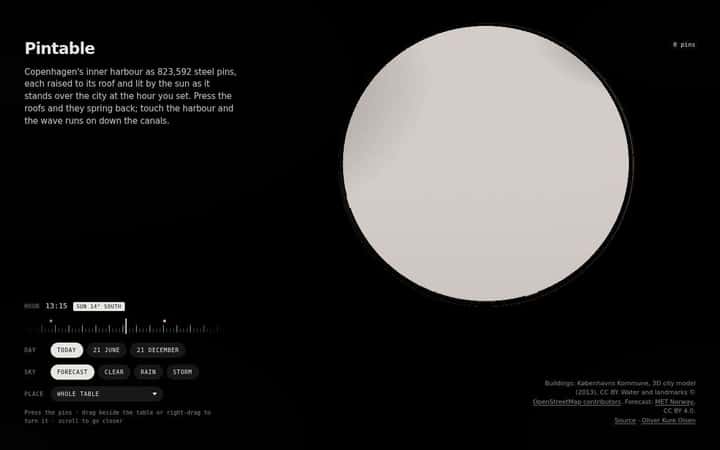 Pintable
Copenhagen's inner harbour as 823,592 steel pins,
each raised to its roof and lit by the sun as it
stands over the city at the hour you set. Press the
roofs and they spring back; touch the harbour and
the wave runs on down the canals.
0 pins
HOUR 13:15 SUN 14° SOUTH
DAY TODAY 21 JUNE 21 DECEMBER
SKY FORECAST CLEAR RAIN STORM
PLACE WHOLE TABLE
Press the pins · drag beside the table or right-drag to
turn it · scroll to go closer
Buildings: Københavns Kommune, 3D city model
(2013), CC BY. Water and landmarks ©
OpenStreetMap contributors. Forecast: MET Norway,
CC BY 4.0.
Source · Oliver Kure Olsen